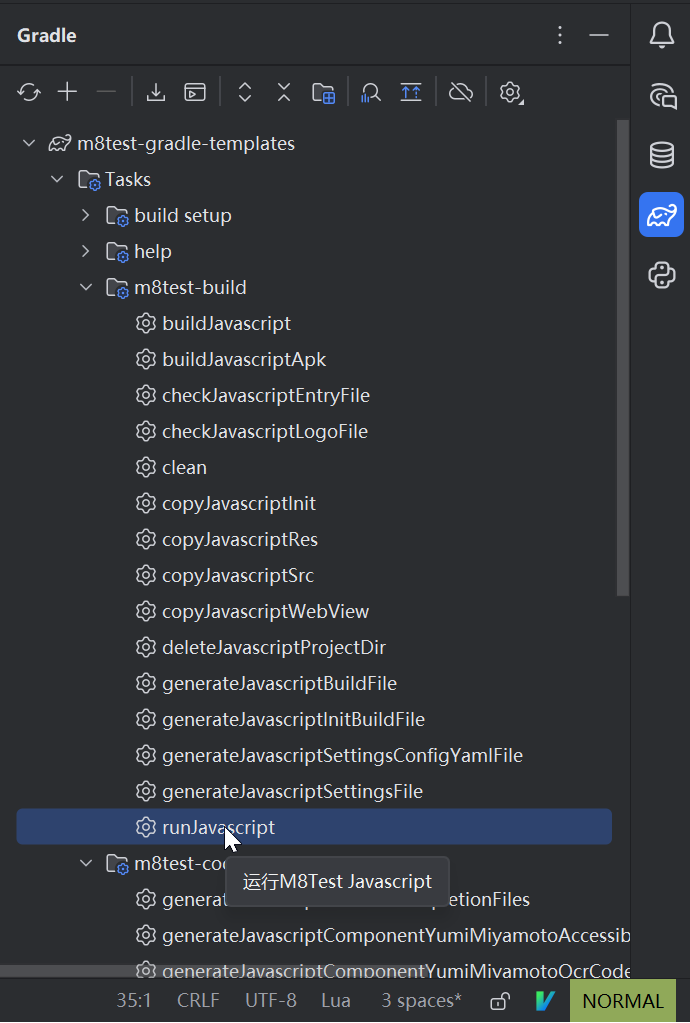 Gradle
m8test-gradle-templates
Tasks
build setup
help
m8test-build
buildJavascript
buildJavascriptApk
checkJavascriptEntryFile
checkJavascriptLogoFile
clean
copyJavascriptInit
copyJavascriptRes
copyJavascriptSrc
copyJavascriptWebView
deleteJavascriptProjectDir
generateJavascriptBuildFile
generateJavascriptInitBuildFile
generateJavascriptSettingsConfigYamlFile
generateJavascriptSettingsFile
runJavascript
m8test-co
运行M8Test Javascript
genera etionFiles
generateJavascriptComponentYumiMiyamotoAccessib
generateJavascriptComponentYumiMiyamotoOcrCode
35:1 CRLF UTF-8 Lua 3 spaces* NORMAL